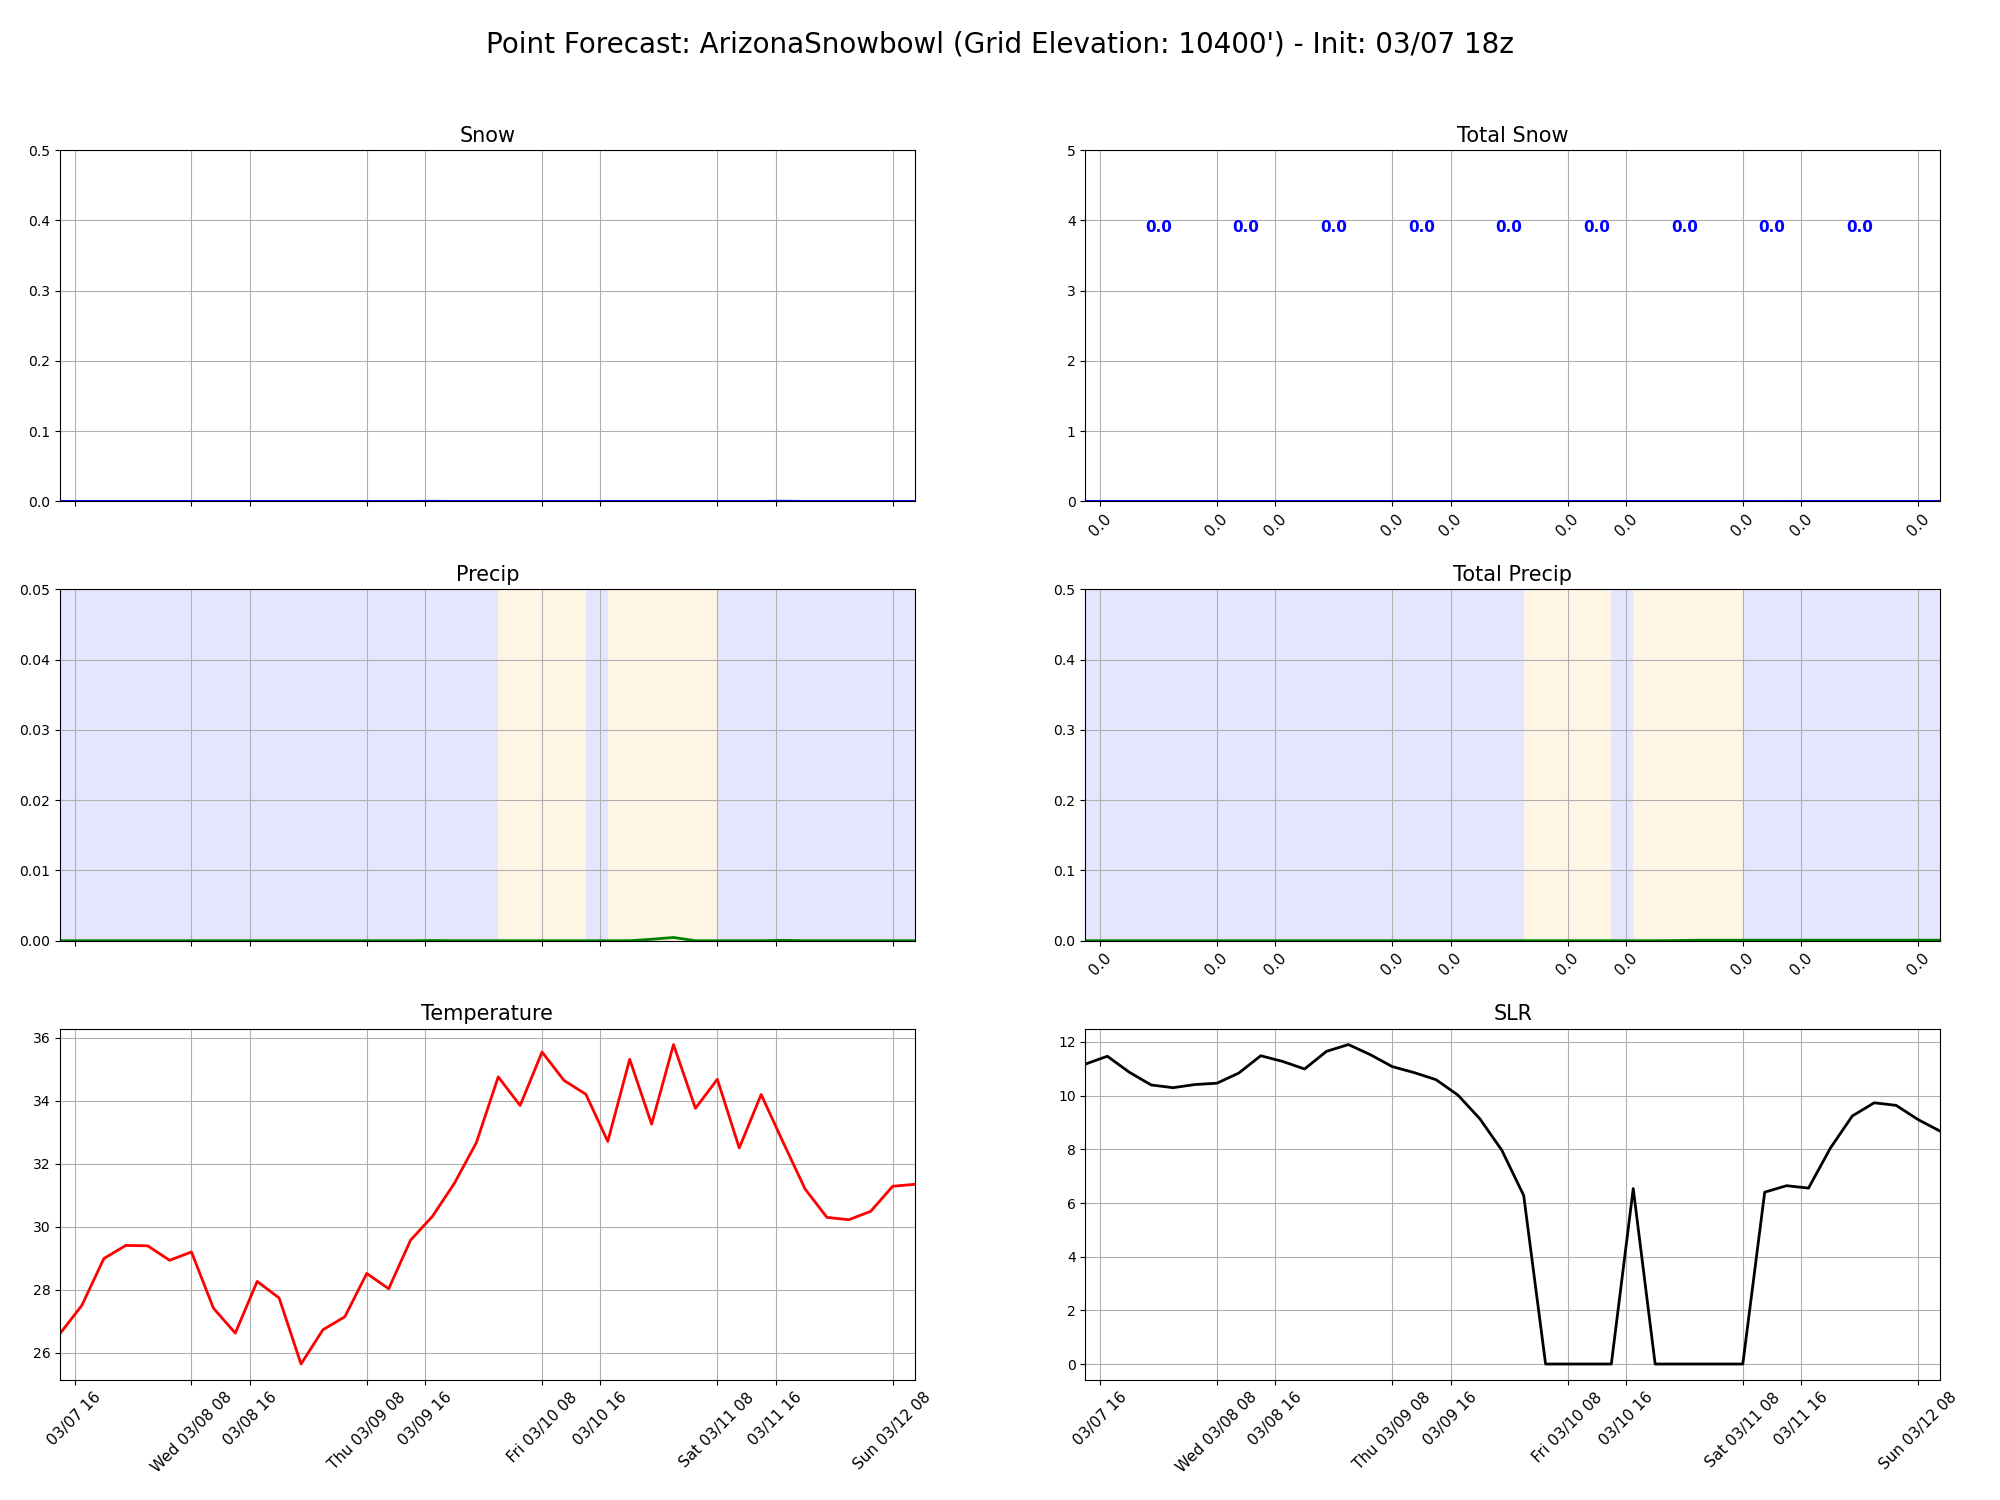 Point Forecast: ArizonaSnowbowl (Grid Elevation: 10400') - Init: 03/07 18z
Snow
0.5
0.4
0.3
0.2
0.1
0.0
Total Snow
5
4
3
2
1
0
0.0 0.0 0.0 0.0 0.0 0.0 0.0 0.0 0.0
0.0 0.0 0.0 0.0 0.0 0.0 0.0 0.0 0.0 0.0
Precip
0.05
0.04
0.03
0.02
0.01
0.00
Total Precip
0.5
0.4
0.3
0.2
0.1
0.0
0.0 0.0 0.0 0.0 0.0 0.0 0.0 0.0 0.0 0.0
Temperature
36
34
32
30
28
26
03/07 16
Wed 03/08 08
03/08 16
Thu 03/09 08
03/09 16
Fri 03/10 08
03/10 16
Sat 03/11 08
03/11 16
Sun 03/12 08
SLR
12
10
8
6
4
2
0
03/07 16
Wed 03/08 08
03/08 16
Thu 03/09 08
03/09 16
Fri 03/10 08
03/10 16
Sat 03/11 08
03/11 16
Sun 03/12 08